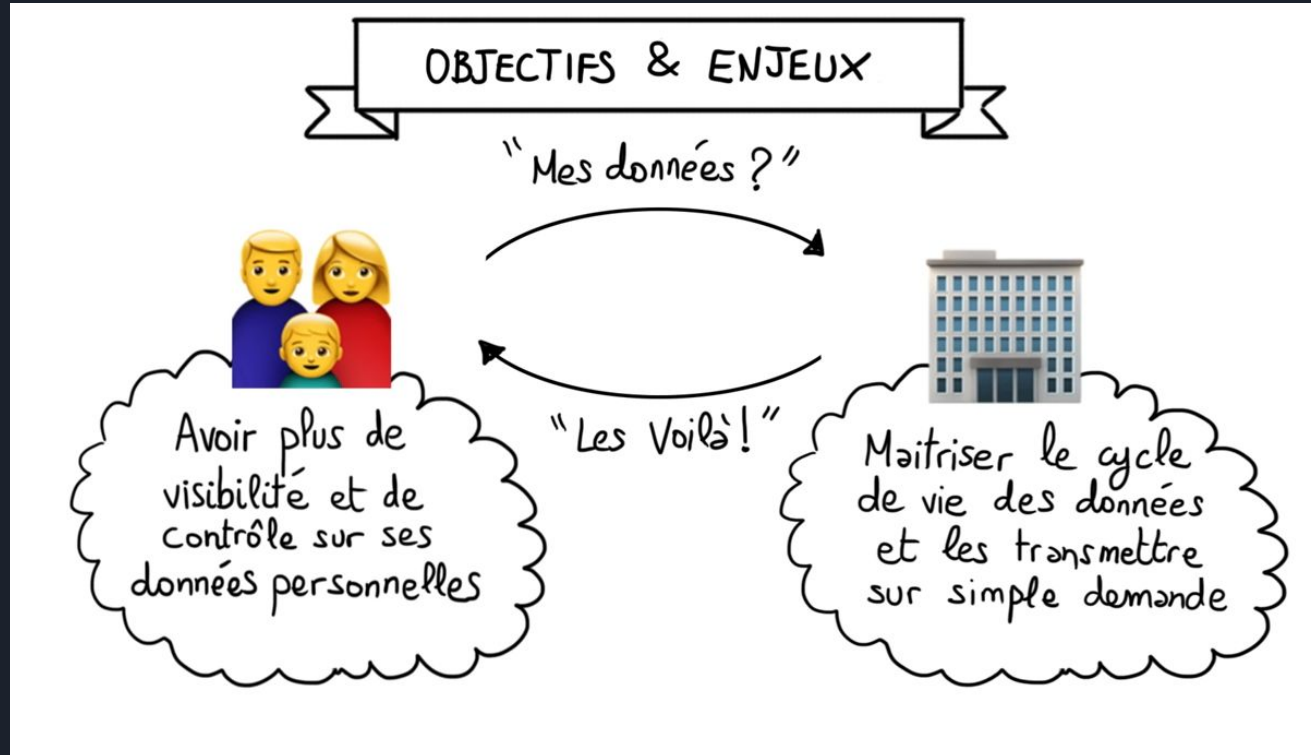 OBJECTIFS & ENJEUX
"Mes données ?"
"Les Voilà !"
Avoir plus de
visibilité et de
contrôle sur ses
données personnelles
Maitriser le cycle
de vie des données
et les transmettre
sur simple demande